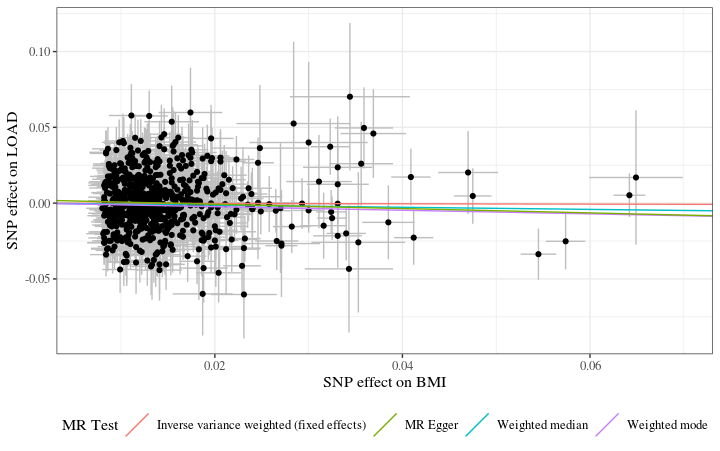 0.10
0.05
0.00
-0.05
SNP effect on LOAD
0.02 0.04 0.06
SNP effect on BMI
MR Test Inverse variance weighted (fixed effects) MR Egger Weighted median Weighted mode